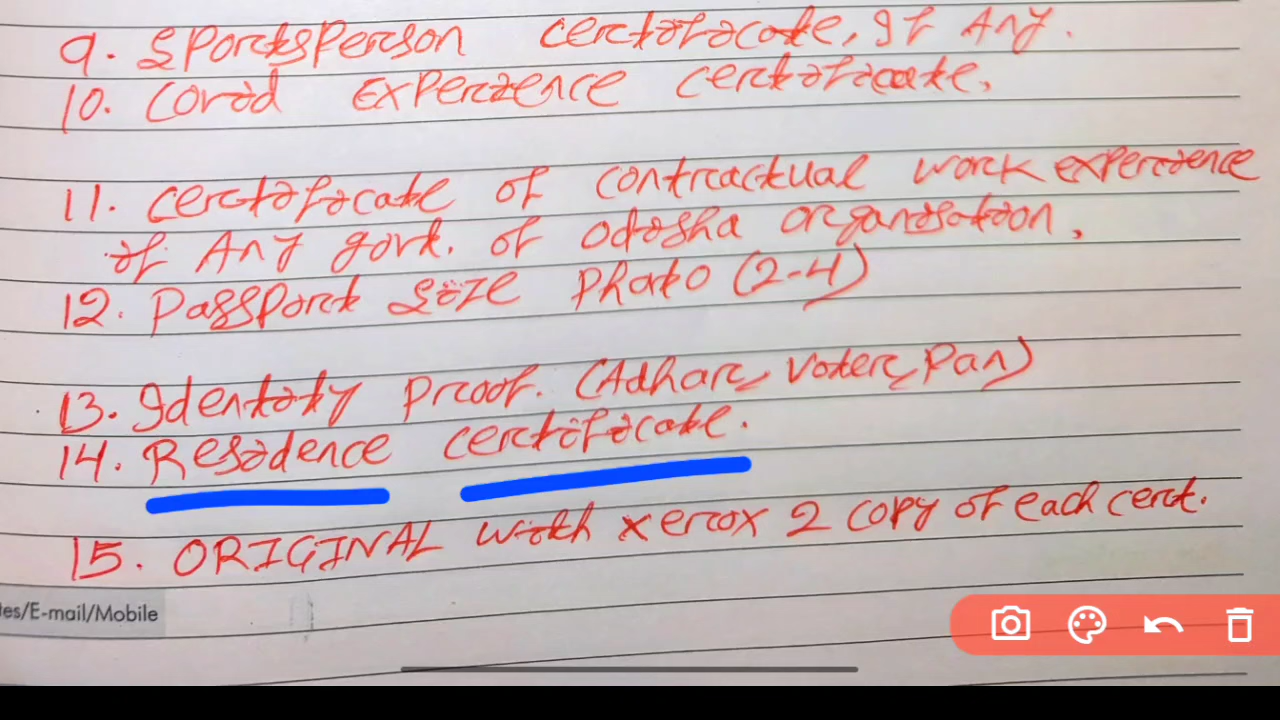 9. Sportsperson certificate, If Any.
10. Covid Experience certificate.
11. certificate of contractual work experience
if Any govt. of odisha organisation.
12. Passport size photo (2-4)
13. Identity proof. (Adhar, voter, pan)
14. Residence certificate.
15. ORIGINAL with xerox 2 copy of each cert.
tes/E-mail/Mobile